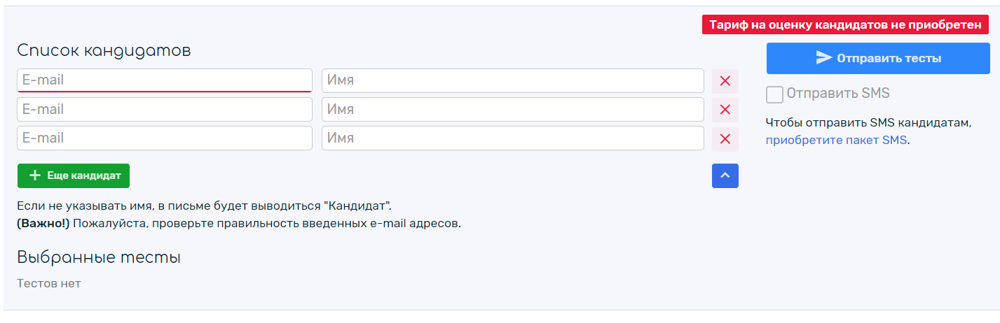 Тариф на оценку кандидатов не приобретен
Список кандидатов
Отправить тесты
E-mail Имя
E-mail Имя
E-mail Имя
Отправить SMS
Чтобы отправить SMS кандидатам,
приобретите пакет SMS.
Еще кандидат
Если не указывать имя, в письме будет выводиться "Кандидат".
(Важно!) Пожалуйста, проверьте правильность введенных e-mail адресов.
Выбранные тесты
Тестов нет